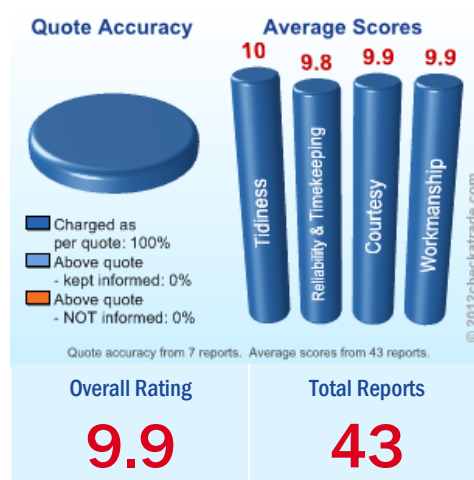 Quote Accuracy
Average Scores
10
9.8
9.9
9.9
Tidiness
Reliability & Timekeeping
Courtesy
Workmanship
Charged as
per quote: 100%
Above quote
- kept informed: 0%
Above quote
- NOT informed: 0%
© 2012checkatrade.com
Quote accuracy from 7 reports. Average scores from 43 reports.
Overall Rating
Total Reports
9.9
43